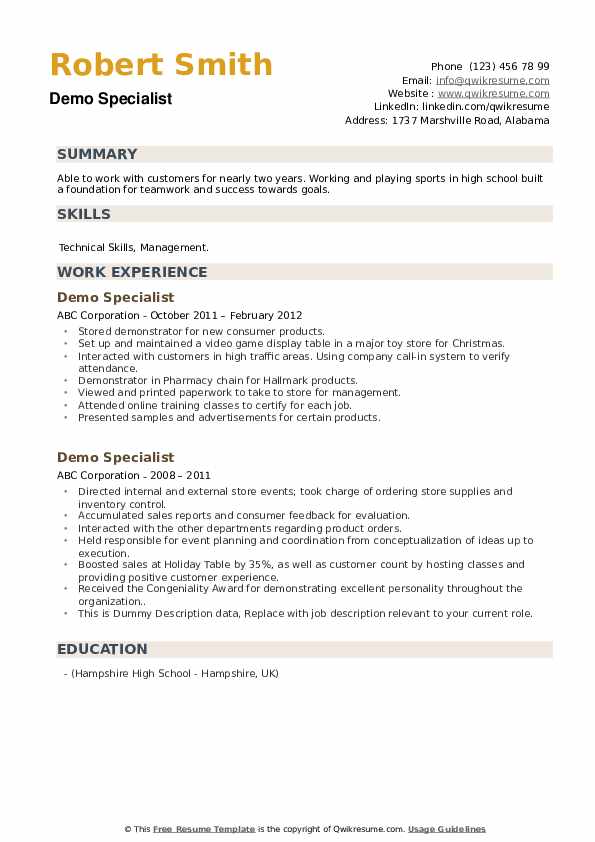 Robert Smith
Demo Specialist
Phone (123) 456 78 99
Email: info@qwikresume.com
Website : www.qwikresume.com
LinkedIn: linkedin.com/qwikresume
Address: 1737 Marshville Road, Alabama
SUMMARY
Able to work with customers for nearly two years. Working and playing sports in high school built
a foundation for teamwork and success towards goals.
SKILLS
Technical Skills, Management.
WORK EXPERIENCE
Demo Specialist
ABC Corporation - October 2011 – February 2012
• Stored demonstrator for new consumer products.
• Set up and maintained a video game display table in a major toy store for Christmas.
• Interacted with customers in high traffic areas. Using company call-in system to verify
attendance.
• Demonstrator in Pharmacy chain for Hallmark products.
• Viewed and printed paperwork to take to store for management.
• Attended online training classes to certify for each job.
• Presented samples and advertisements for certain products.
Demo Specialist
ABC Corporation - 2008 – 2011
• Directed internal and external store events; took charge of ordering store supplies and
inventory control.
• Accumulated sales reports and consumer feedback for evaluation.
• Interacted with the other departments regarding product orders.
• Held responsible for event planning and coordination from conceptualization of ideas up to
execution.
• Boosted sales at Holiday Table by 35%, as well as customer count by hosting classes and
providing positive customer experience.
• Received the Congeniality Award for demonstrating excellent personality throughout the
organization..
• This is Dummy Description data, Replace with job description relevant to your current role.
EDUCATION
- (Hampshire High School - Hampshire, UK)
© This Free Resume Template is the copyright of Qwikresume.com. Usage Guidelines